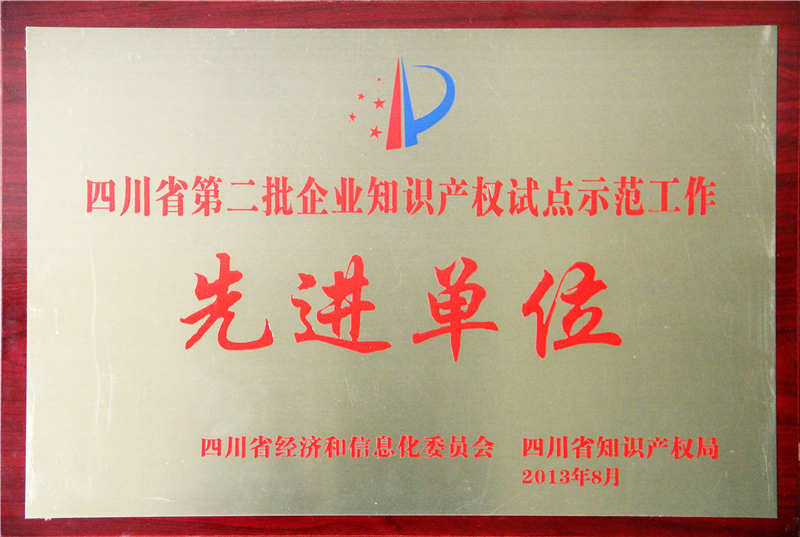 四川省第二批企业知识产权试点示范工作
先进单位
四川省经济和信息化委员会 四川省知识产权局
2013年8月